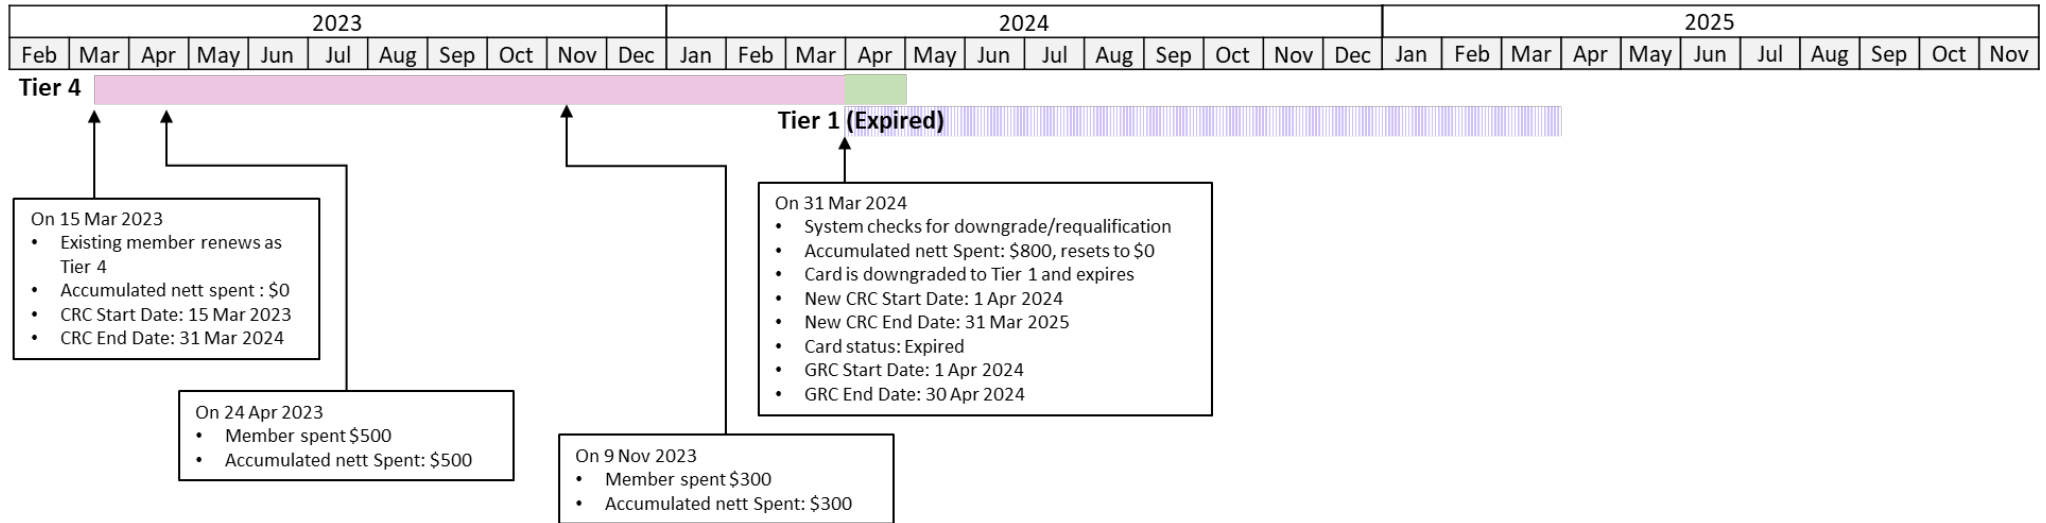 2023 2024 2025
Feb Mar Apr May Jun Jul Aug Sep Oct Nov Dec Jan Feb Mar Apr May Jun Jul Aug Sep Oct Nov Dec Jan Feb Mar Apr May Jun Jul Aug Sep Oct Nov
Tier 4
Tier 1 (Expired)
On 15 Mar 2023
• Existing member renews as
Tier 4
• Accumulated nett spent : $0
• CRC Start Date: 15 Mar 2023
• CRC End Date: 31 Mar 2024
On 24 Apr 2023
• Member spent $500
• Accumulated nett Spent: $500
On 9 Nov 2023
• Member spent $300
• Accumulated nett Spent: $300
On 31 Mar 2024
• System checks for downgrade/requalification
• Accumulated nett Spent: $800, resets to $0
• Card is downgraded to Tier 1 and expires
• New CRC Start Date: 1 Apr 2024
• New CRC End Date: 31 Mar 2025
• Card status: Expired
• GRC Start Date: 1 Apr 2024
• GRC End Date: 30 Apr 2024